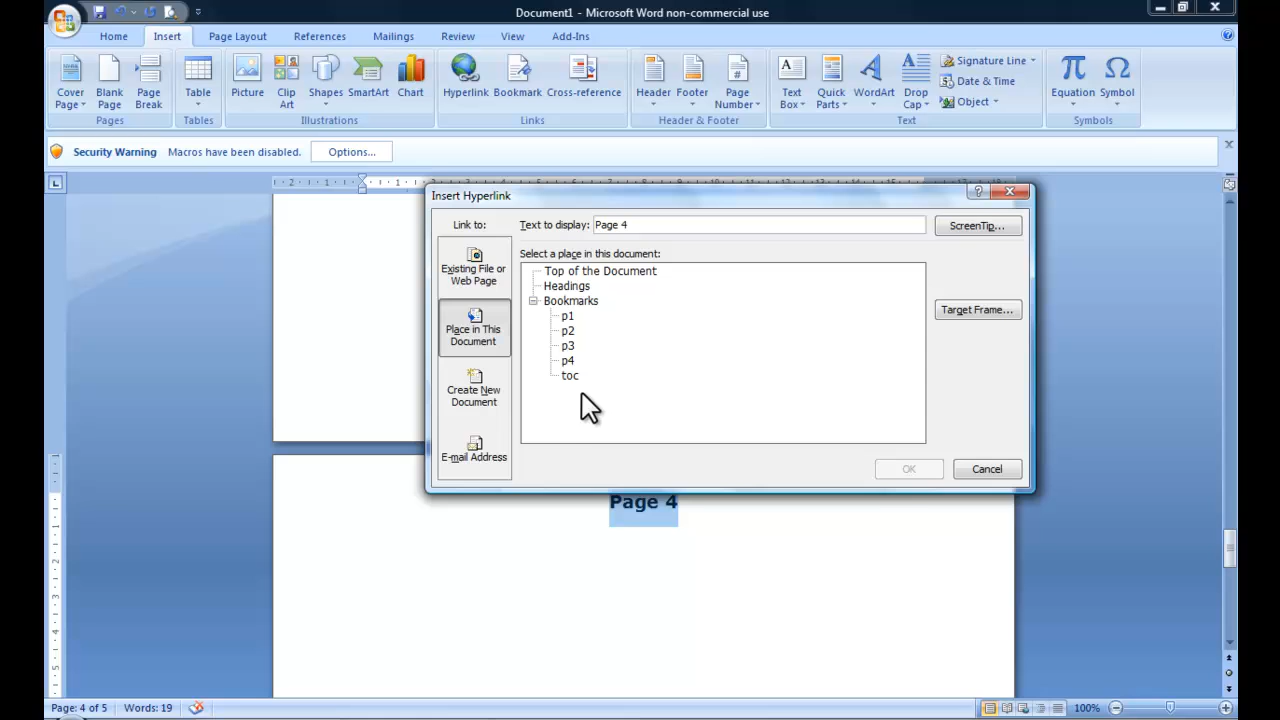 Document1 - Microsoft Word non-commercial use
Home Insert Page Layout References Mailings Review View Add-Ins
Cover Page Blank Page Page Break
Pages
Table
Tables
Picture Clip Art Shapes SmartArt Chart
Illustrations
Hyperlink Bookmark Cross-reference
Links
Header Footer Page Number
Header & Footer
Text Box Quick Parts WordArt Drop Cap
Signature Line
Date & Time
Object
Text
Equation Symbol
Symbols
Security Warning Macros have been disabled. Options...
Insert Hyperlink
Link to: Text to display: Page 4 ScreenTip...
Select a place in this document:
Existing File or Web Page
Place in This Document
Create New Document
E-mail Address
Top of the Document
Headings
Bookmarks
p1
p2
p3
p4
toc
Target Frame...
OK Cancel
Page 4
Page: 4 of 5 Words: 19 100%